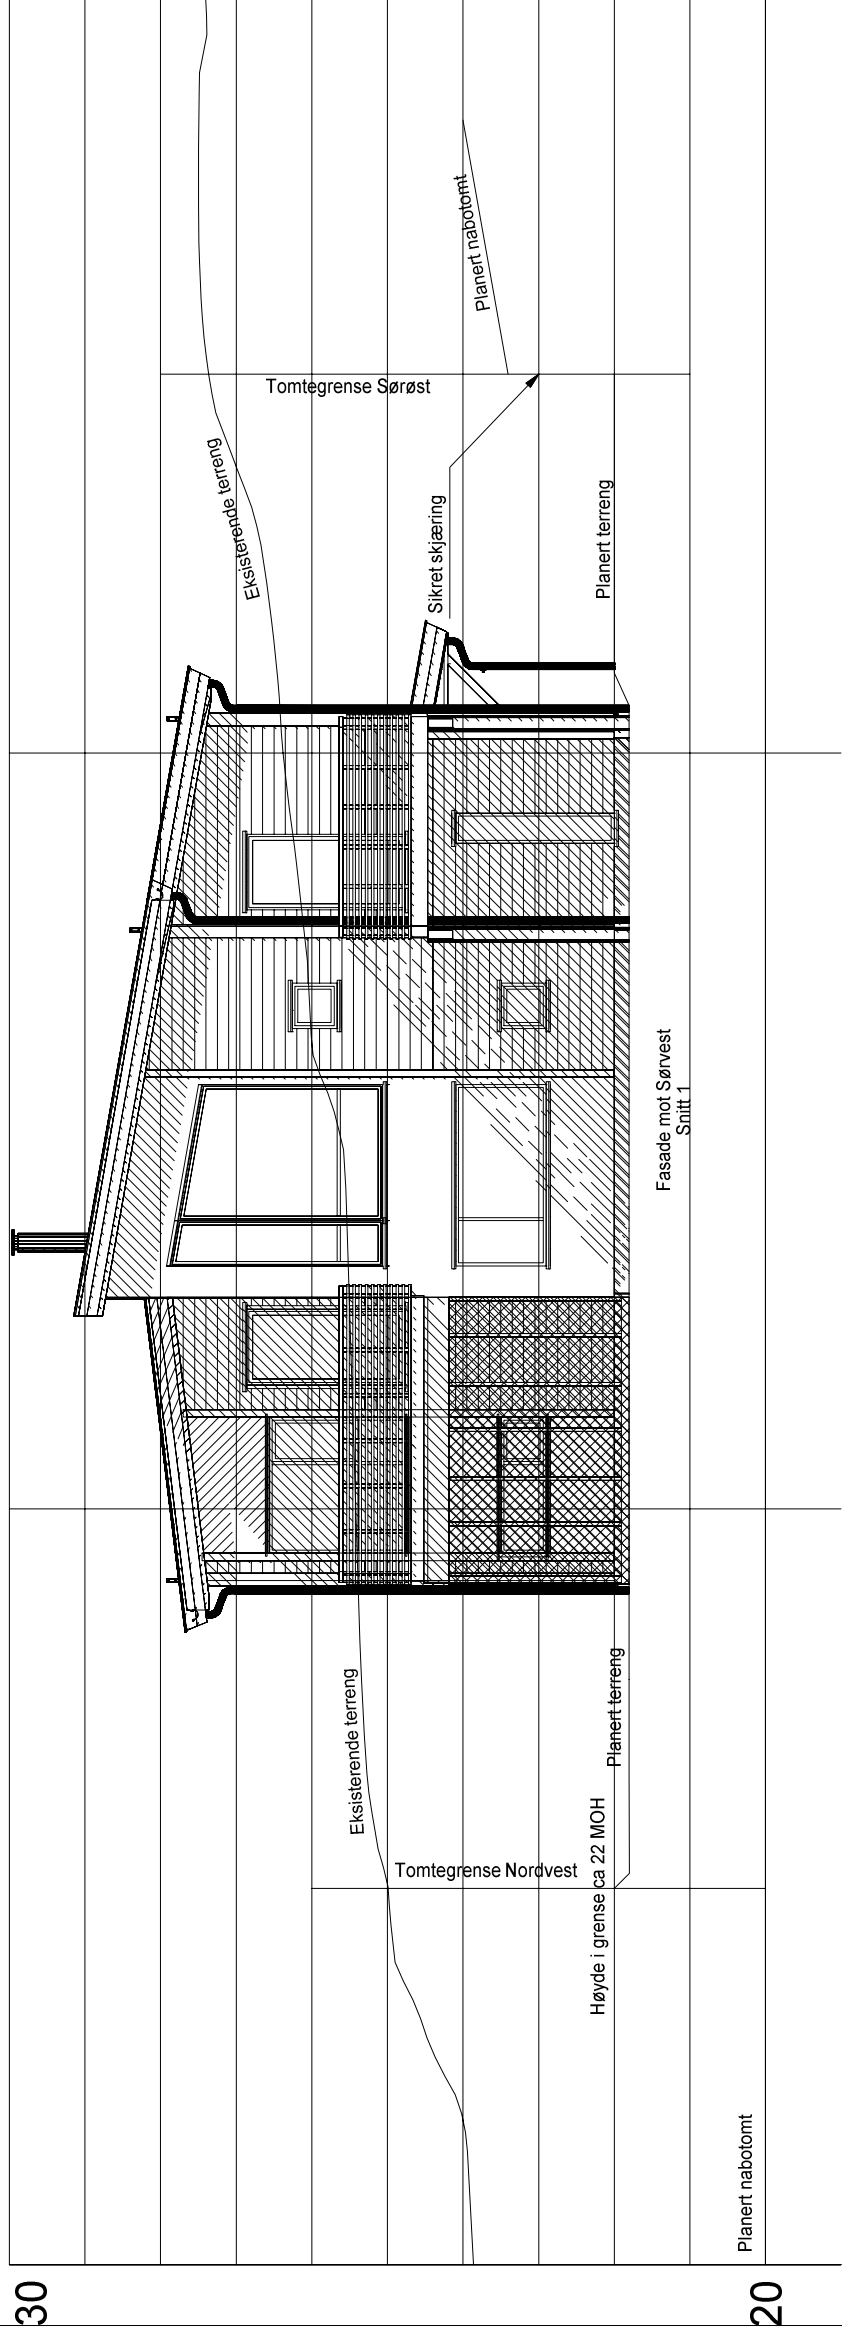 30
20
Planert nabotomt
Høyde i grense ca 22 MOH
Tomtegrense Nordvest
Eksisterende terreng
Planert terreng
Fasade mot Sørvest
Snitt 1
Eksisterende terreng
Sikret skjæring
Planert terreng
Tomtegrense Sørøst
Planert nabotomt